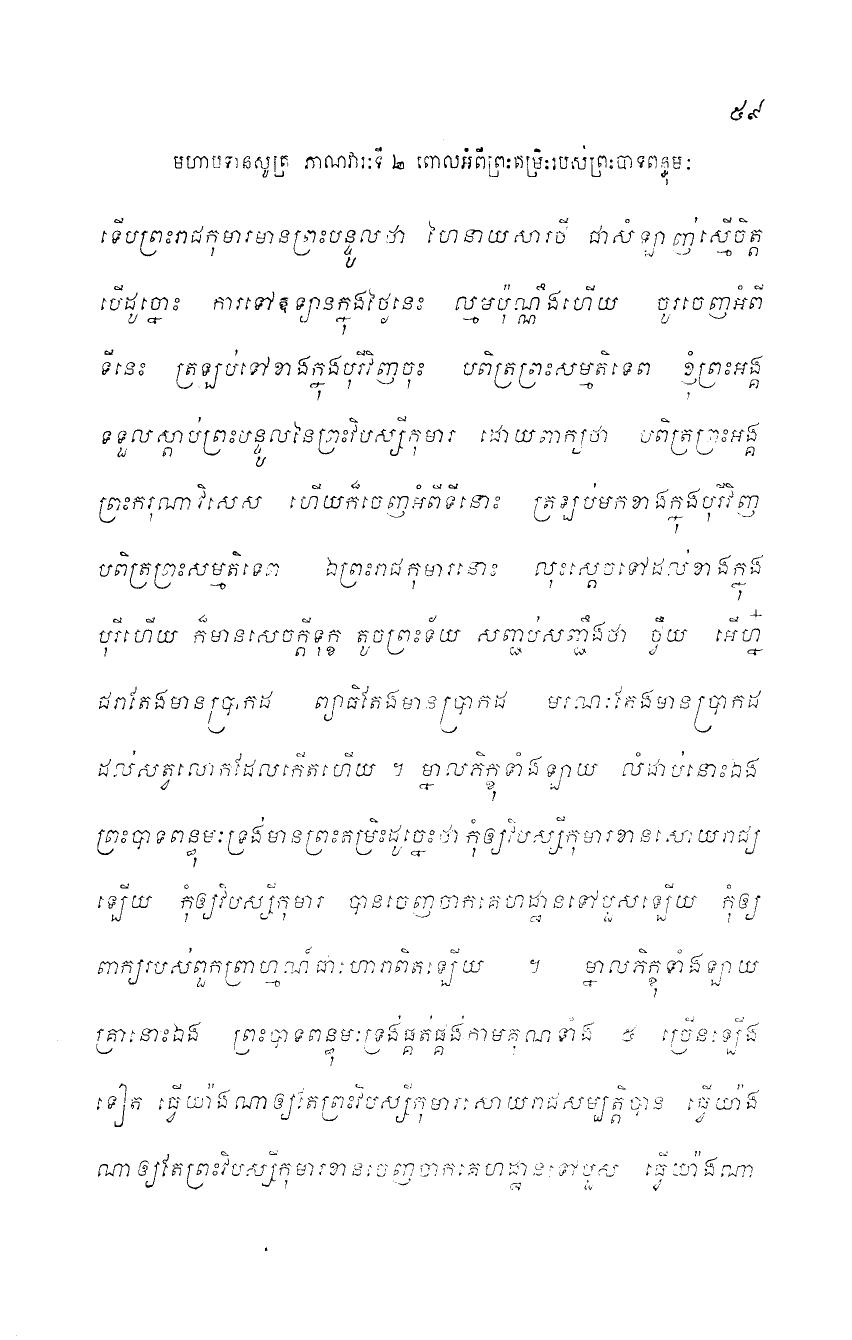 ៥៩
មហាបទានសូត្រ ភាណវារៈទី ២ ពោលអំពីព្រះតម្រិះរបស់ព្រះបាទពន្ធុមៈ
ទើបព្រះរាជកុមារមានព្រះបន្ទូលថា ហៃនាយសារថី ជាសំឡាញ់ស្មើចិត្ត
បើដូច្នោះ ការទៅឧទ្យានក្នុងថ្ងៃនេះ ល្មមប៉ុណ្ណឹងហើយ ចូរចេញអំពី
ទីនេះ ត្រឡប់ទៅខាងក្នុងបុរីវិញចុះ បពិត្រព្រះសម្មតិទេព ខ្ញុំព្រះអង្គ
ទទួលស្តាប់ព្រះបន្ទូលនៃព្រះវិបស្សីកុមារ ដោយពាក្យថា បពិត្រព្រះអង្គ
ព្រះករុណាវិសេស ហើយក៏ចេញអំពីទីនោះ ត្រឡប់មកខាងក្នុងបុរីវិញ
បពិត្រព្រះសម្មតិទេព ឯព្រះរាជកុមារនោះ លុះស្តេចទៅដល់ខាងក្នុង
បុរីហើយ ក៏មានសេចក្តីទុក្ខ តូចព្រះទ័យ សញ្ជប់សញ្ជឹងថា ច្វឹយ អើហ៎្ន
ជរាតែងមានប្រាកដ ព្យាធិតែងមានប្រាកដ មរណៈតែងមានប្រាកដ
ដល់សត្វលោកដែលកើតហើយ ។ ម្នាលភិក្ខុទាំងឡាយ លំដាប់នោះឯង
ព្រះបាទពន្ធុមៈទ្រង់មានព្រះតម្រិះដូច្នេះថា កុំឲ្យវិបស្សីកុមារខានសោយរាជ្យ
ឡើយ កុំឲ្យវិបស្សីកុមារ បានចេញចាកគេហដ្ឋានទៅបួសឡើយ កុំឲ្យ
ពាក្យរបស់ពួកព្រាហ្មណ៍ជាហោរាពិតឡើយ ។ ម្នាលភិក្ខុទាំងឡាយ
គ្រានោះឯង ព្រះបាទពន្ធុមៈទ្រង់ផ្គត់ផ្គង់កាមគុណទាំង ៥ ច្រើនឡើង
ទៀត ធ្វើយ៉ាងណាឲ្យតែព្រះវិបស្សីកុមារសោយរាជសម្បត្តិបាន ធ្វើយ៉ាង
ណាឲ្យតែព្រះវិបស្សីកុមារខានចេញចាកគេហដ្ឋានទៅបួស ធ្វើយ៉ាងណា